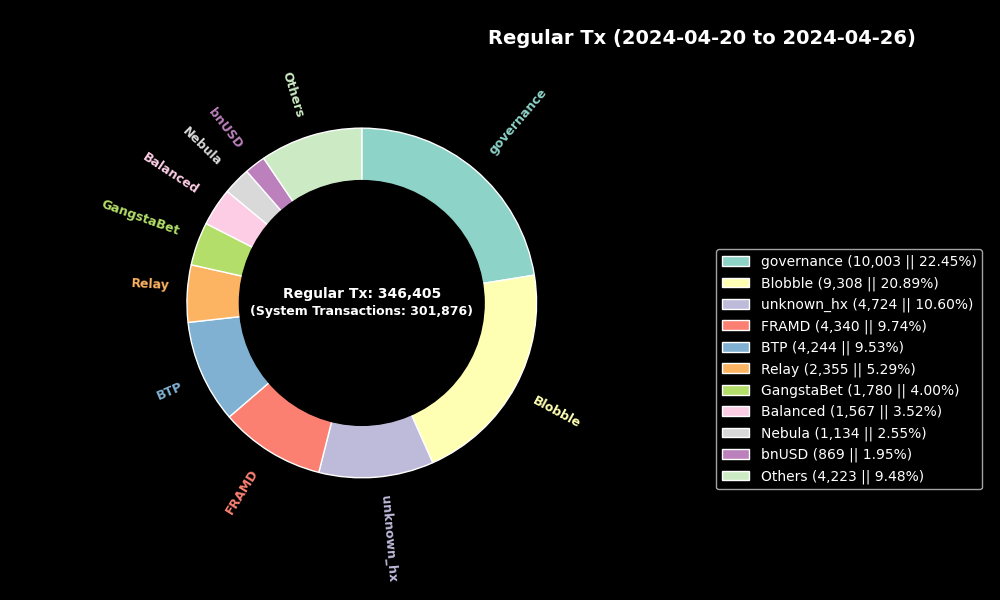 Regular Tx (2024-04-20 to 2024-04-26)
Others
governance
bnUSD
Nebula
Balanced
GangstaBet
Relay
BTP
FRAMD
unknown_hx
Blobble
Regular Tx: 346,405
(System Transactions: 301,876)
governance (10,003 || 22.45%)
Blobble (9,308 || 20.89%)
unknown_hx (4,724 || 10.60%)
FRAMD (4,340 || 9.74%)
BTP (4,244 || 9.53%)
Relay (2,355 || 5.29%)
GangstaBet (1,780 || 4.00%)
Balanced (1,567 || 3.52%)
Nebula (1,134 || 2.55%)
bnUSD (869 || 1.95%)
Others (4,223 || 9.48%)